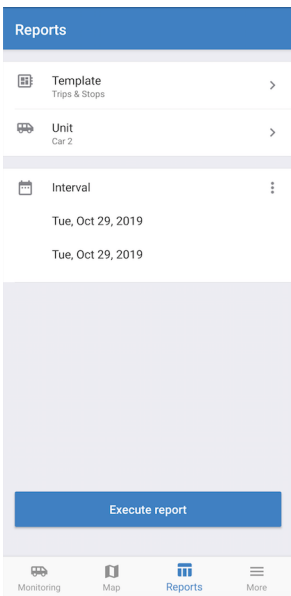 Reports
Template
Trips & Stops
Unit
Car 2
Interval
Tue, Oct 29, 2019
Tue, Oct 29, 2019
Execute report
Monitoring Map Reports More